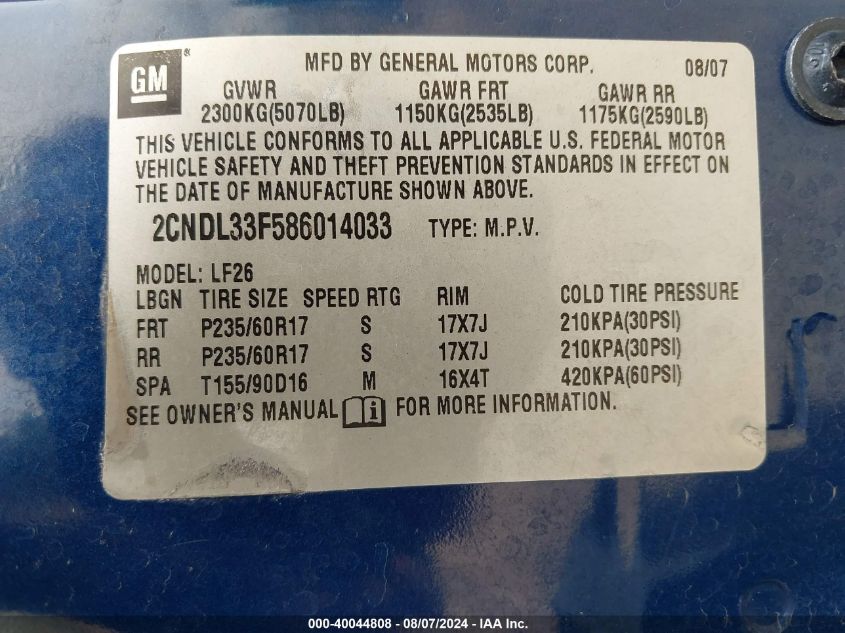 GM ®
MFD BY GENERAL MOTORS CORP. 08/07
GVWR GAWR FRT GAWR RR
2300KG(5070LB) 1150KG(2535LB) 1175KG(2590LB)
THIS VEHICLE CONFORMS TO ALL APPLICABLE U.S. FEDERAL MOTOR
VEHICLE SAFETY AND THEFT PREVENTION STANDARDS IN EFFECT ON
THE DATE OF MANUFACTURE SHOWN ABOVE.
2CNDL33F586014033 TYPE: M.P.V.
MODEL: LF26
LBGN TIRE SIZE SPEED RTG RIM COLD TIRE PRESSURE
FRT P235/60R17 S 17X7J 210KPA(30PSI)
RR P235/60R17 S 17X7J 210KPA(30PSI)
SPA T155/90D16 M 16X4T 420KPA(60PSI)
SEE OWNER'S MANUAL i FOR MORE INFORMATION.
000-40044808 - 08/07/2024 - IAA Inc.